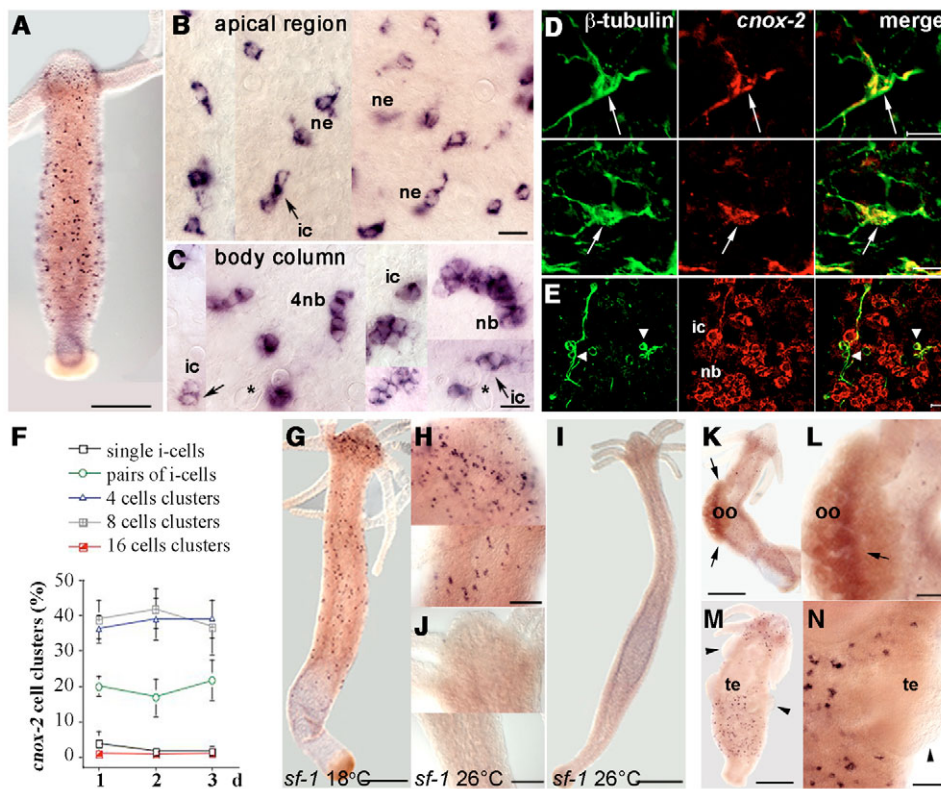 A
B apical region
ne
ne
ne
ic
C body column
4nb
ic
nb
ic
*
*
ic
D β-tubulin cnox-2 merge
E
ic
nb
F
single i-cells
pairs of i-cells
4 cells clusters
8 cells clusters
16 cells clusters
cnox-2 cell clusters (%)
50
40
30
20
10
0
1 2 3 d
G
sf-1 18°C
H
J
sf-1 26°C
I
sf-1 26°C
K
oo
L
oo
M
te
N
te